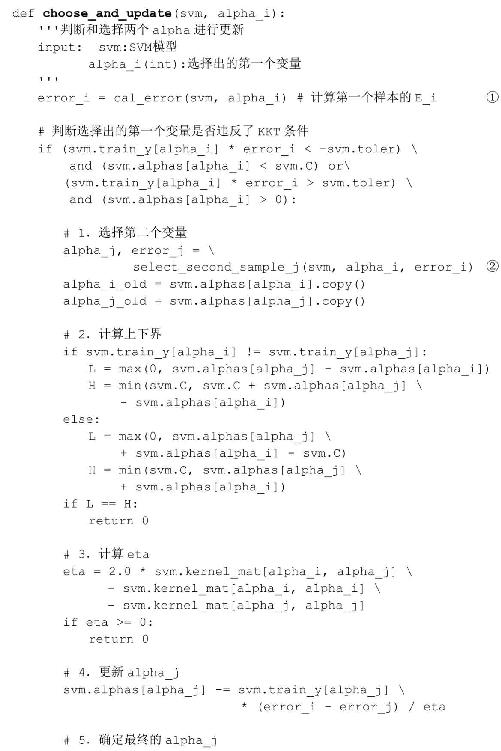 def choose_and_update(svm, alpha_i):
'''判断和选择两个alpha进行更新
input: svm:SVM模型
alpha_i(int):选择出的第一个变量
'''
error_i = cal_error(svm, alpha_i) # 计算第一个样本的E_i ①
# 判断选择出的第一个变量是否违反了KKT条件
if (svm.train_y[alpha_i] * error_i < -svm.toler) \
and (svm.alphas[alpha_i] < svm.C) or\
(svm.train_y[alpha_i] * error_i > svm.toler) \
and (svm.alphas[alpha_i] > 0):
# 1. 选择第二个变量
alpha_j, error_j = \
select_second_sample_j(svm, alpha_i, error_i) ②
alpha_i_old = svm.alphas[alpha_i].copy()
alpha_j_old = svm.alphas[alpha_j].copy()
# 2. 计算上下界
if svm.train_y[alpha_i] != svm.train_y[alpha_j]:
L = max(0, svm.alphas[alpha_j] - svm.alphas[alpha_i])
H = min(svm.C, svm.C + svm.alphas[alpha_j] \
- svm.alphas[alpha_i])
else:
L = max(0, svm.alphas[alpha_j] \
+ svm.alphas[alpha_i] - svm.C)
H = min(svm.C, svm.alphas[alpha_j] \
+ svm.alphas[alpha_i])
if L == H:
return 0
# 3. 计算eta
eta = 2.0 * svm.kernel_mat[alpha_i, alpha_j] \
- svm.kernel_mat[alpha_i, alpha_i] \
- svm.kernel_mat[alpha_j, alpha_j]
if eta >= 0:
return 0
# 4. 更新alpha_j
svm.alphas[alpha_j] -= svm.train_y[alpha_j] \
* (error_i - error_j) / eta
# 5. 确定最终的alpha_j